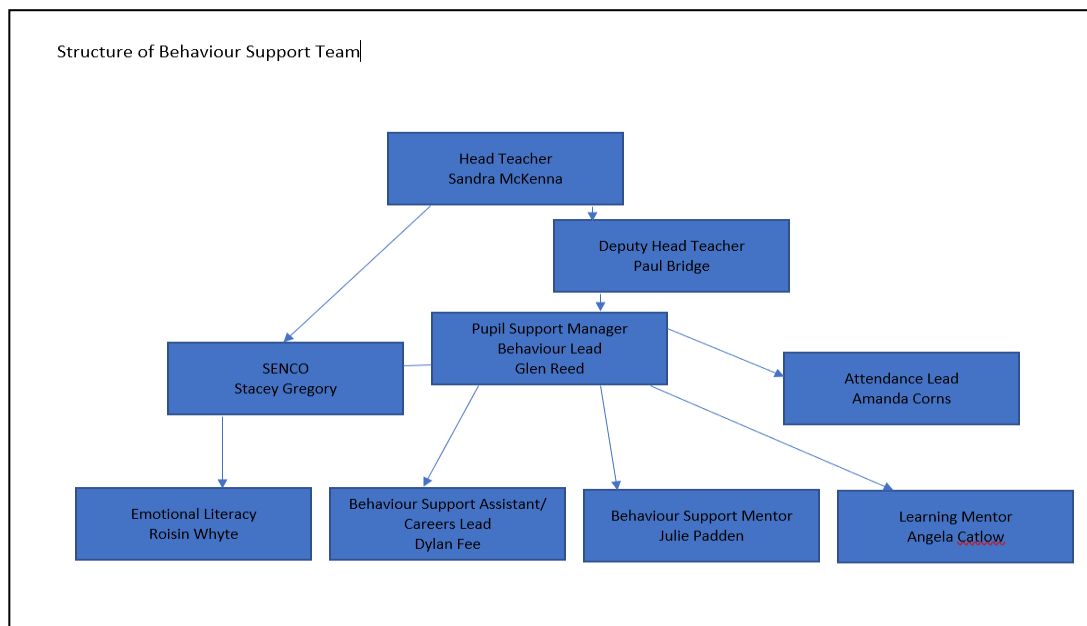 Structure of Behaviour Support Team
Head Teacher
Sandra McKenna
Deputy Head Teacher
Paul Bridge
Pupil Support Manager
Behaviour Lead
Glen Reed
SENCO
Stacey Gregory
Attendance Lead
Amanda Corns
Emotional Literacy
Roisin Whyte
Behaviour Support Assistant/
Careers Lead
Dylan Fee
Behaviour Support Mentor
Julie Padden
Learning Mentor
Angela Catlow